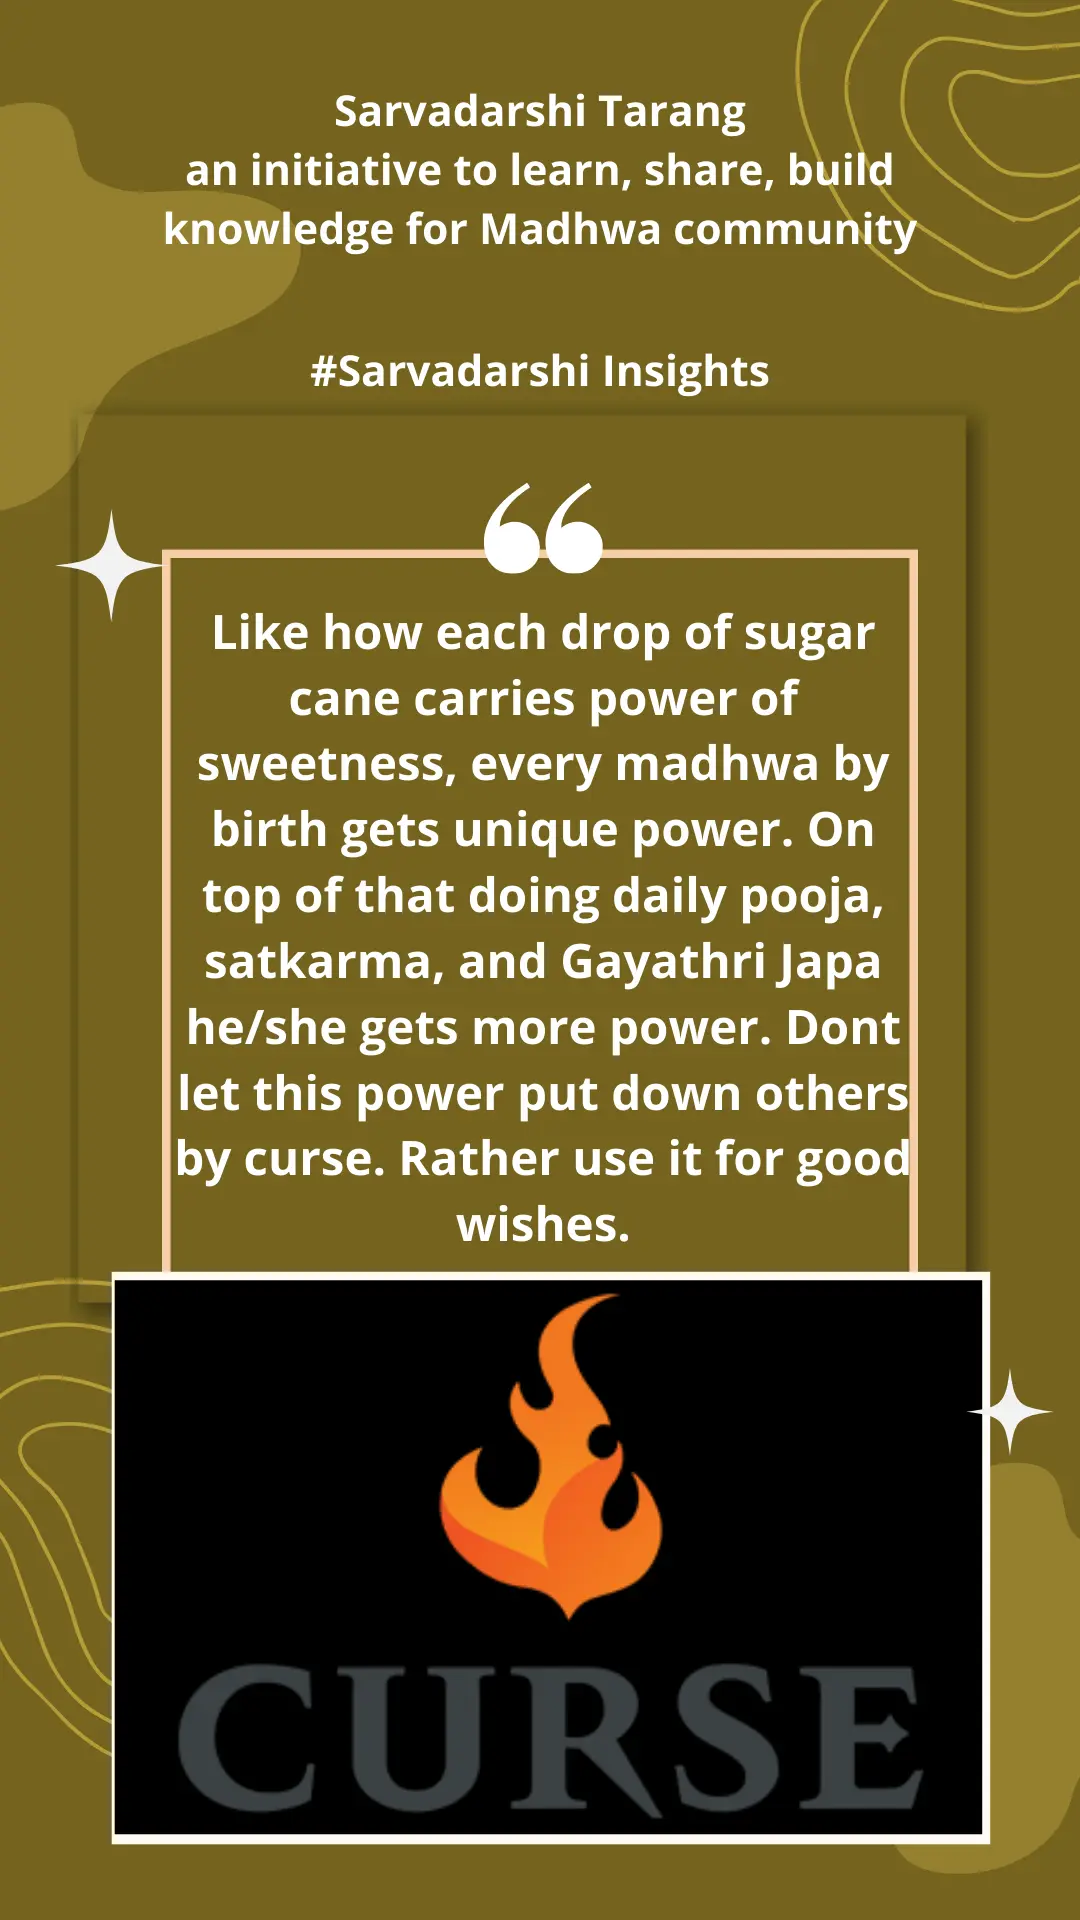 Sarvadarshi Tarang
an initiative to learn, share, build
knowledge for Madhwa community
#Sarvadarshi Insights
Like how each drop of sugar
cane carries power of
sweetness, every madhwa by
birth gets unique power. On
top of that doing daily pooja,
satkarma, and Gayathri Japa
he/she gets more power. Dont
let this power put down others
by curse. Rather use it for good
wishes.
CURSE